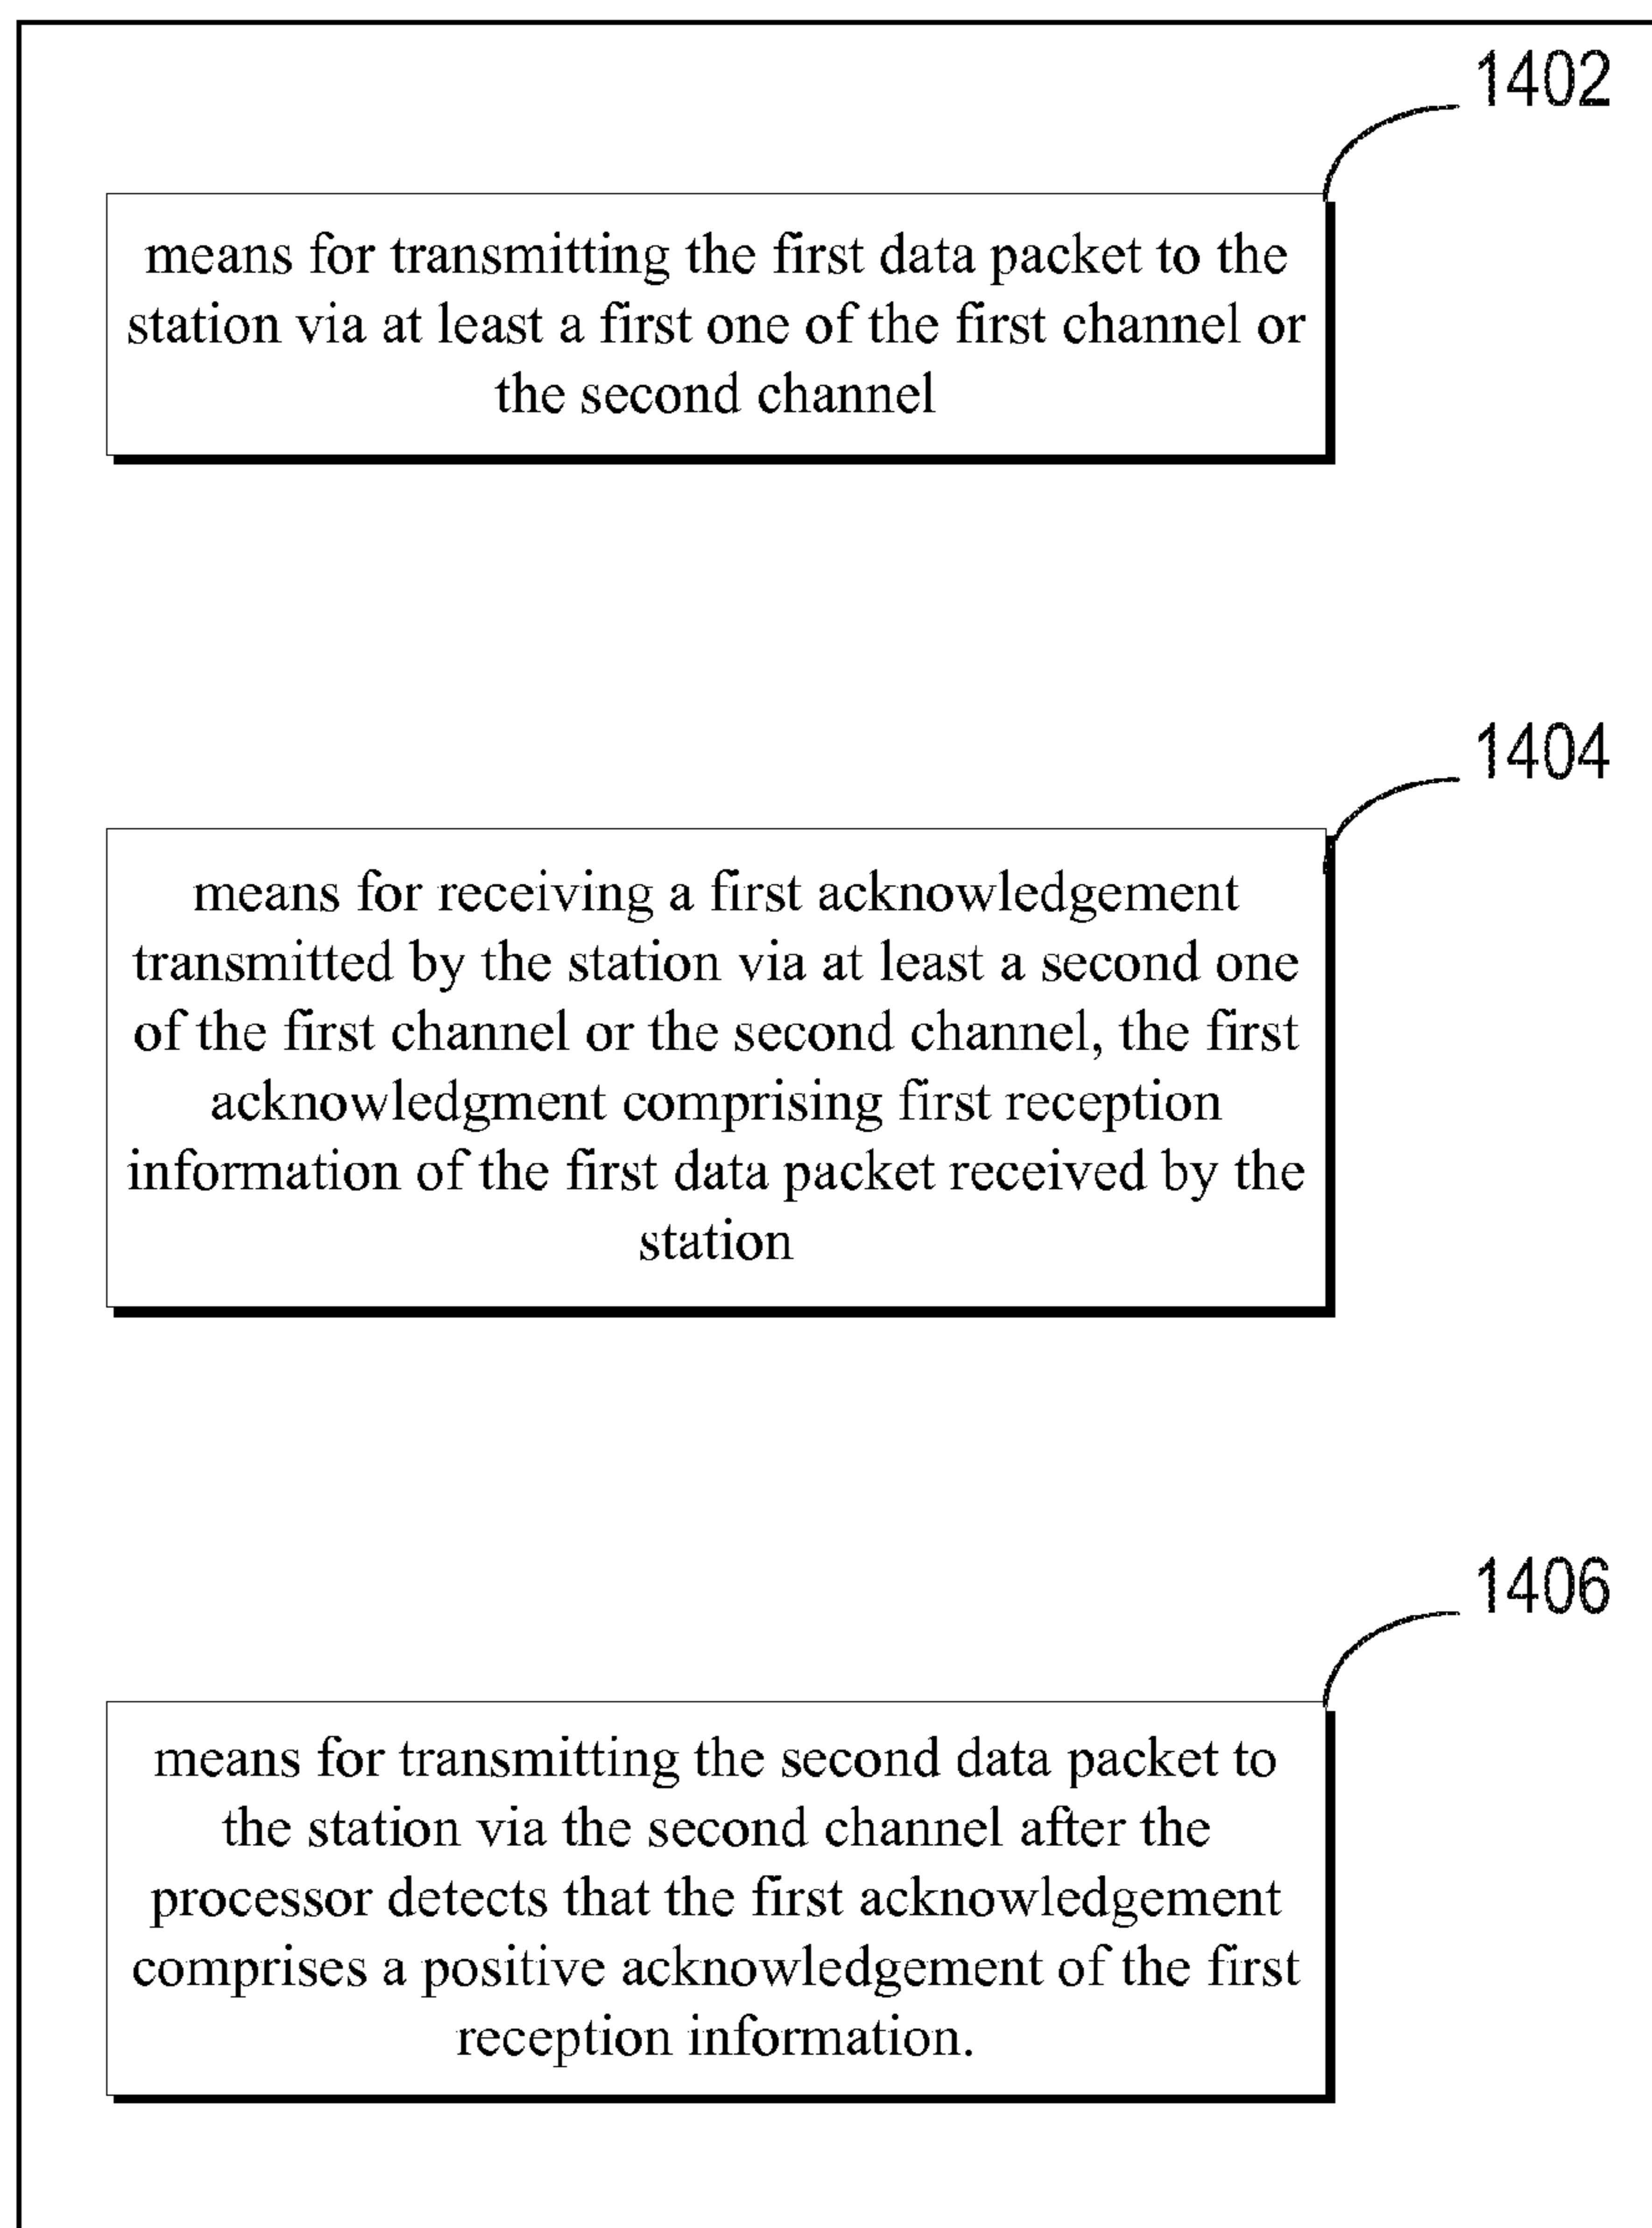 1402
means for transmitting the first data packet to the
station via at least a first one of the first channel or
the second channel
1404
means for receiving a first acknowledgement
transmitted by the station via at least a second one
of the first channel or the second channel, the first
acknowledgment comprising first reception
information of the first data packet received by the
station
1406
means for transmitting the second data packet to
the station via the second channel after the
processor detects that the first acknowledgement
comprises a positive acknowledgement of the first
reception information.